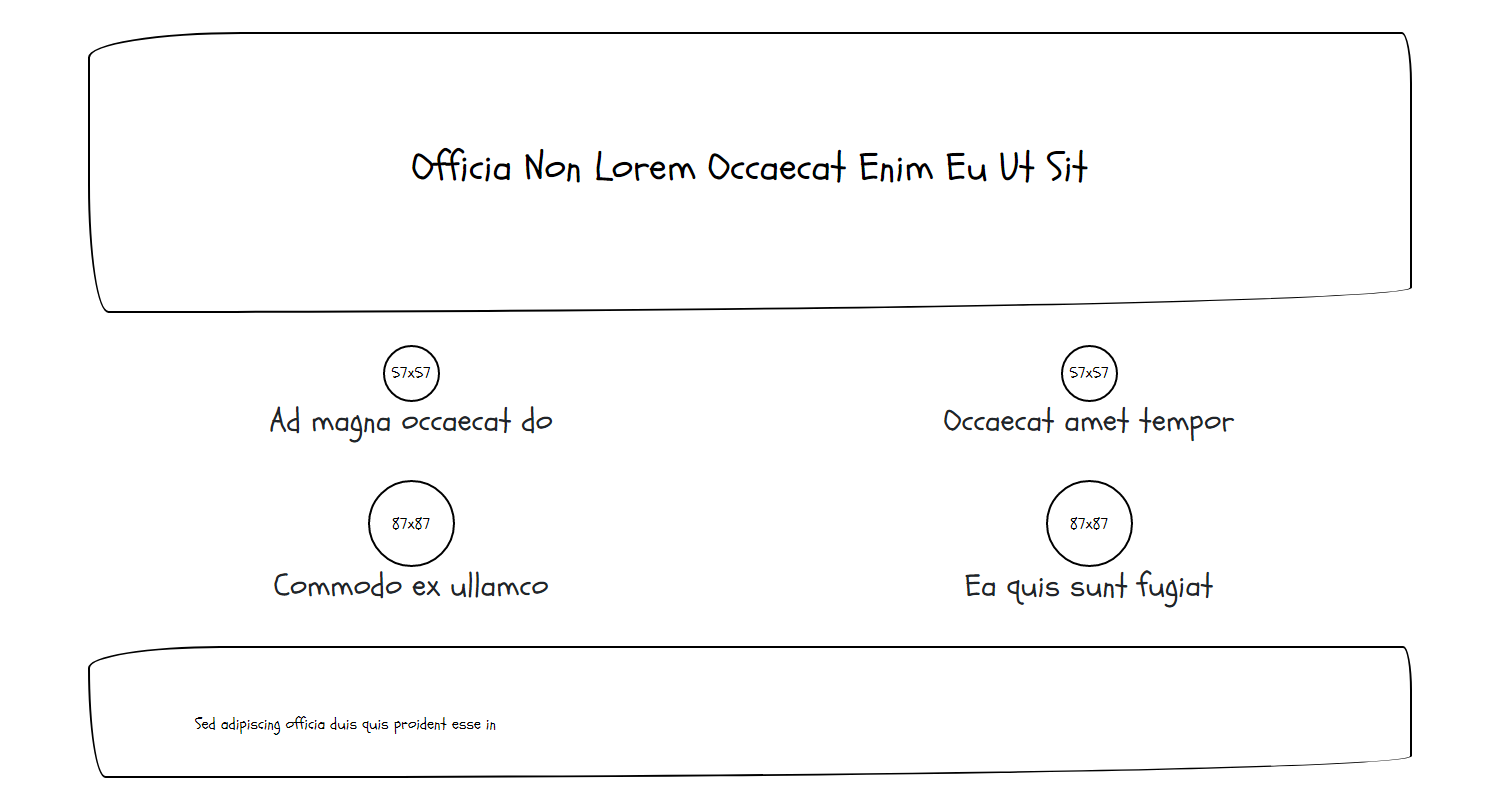 Officia Non Lorem Occaecat Enim Eu Ut Sit
57x57
57x57
Ad magna occaecat do
Occaecat amet tempor
87x87
87x87
Commodo ex ullamco
Ea quis sunt fugiat
Sed adipiscing officia duis quis proident esse in